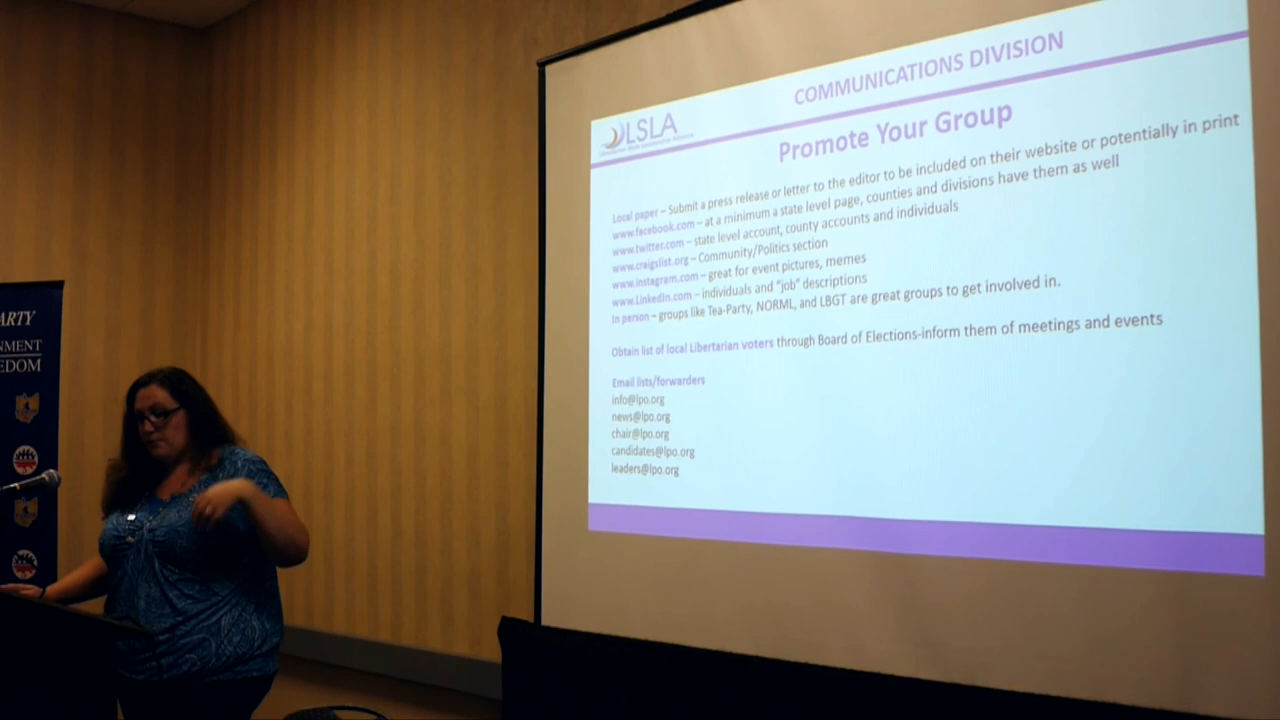 ARTY
NMENT
EDOM
COMMUNICATIONS DIVISION
LSLA
Promote Your Group
Local paper – Submit a press release or letter to the editor to be included on their website or potentially in print
www.facebook.com – at a minimum a state level page, counties and divisions have them as well
www.twitter.com – state level account, county accounts and individuals
www.craigslist.org – Community/Politics section
www.instagram.com – great for event pictures, memes
www.LinkedIn.com – individuals and "job" descriptions
In person – groups like Tea-Party, NORML, and LBGT are great groups to get involved in.
Obtain list of local Libertarian voters through Board of Elections-inform them of meetings and events
Email lists/forwarders
info@lpo.org
news@lpo.org
chair@lpo.org
candidates@lpo.org
leaders@lpo.org